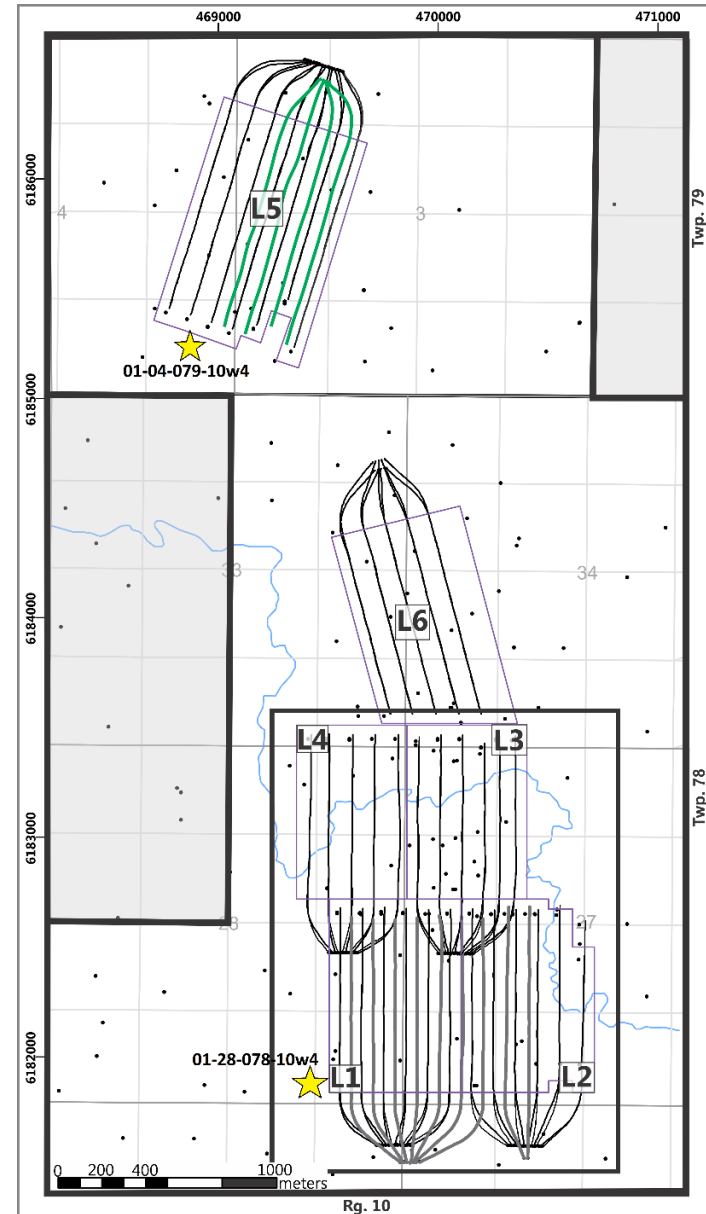 469000 470000 471000
6186000
Twp. 79
4 3
L5
01-04-079-10w4
6185000
33 34
6184000
L6
L4 L3
Twp. 78
6183000
28 27
01-28-078-10w4
6182000
L1 L2
0 200 400 1000
meters
Rg. 10